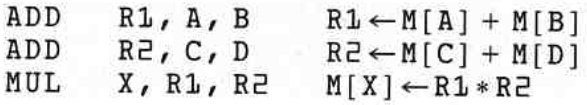 ADD R1, A, B R1 ← M[A] + M[B]
ADD R2, C, D R2 ← M[C] + M[D]
MUL X, R1, R2 M[X] ← R1 * R2